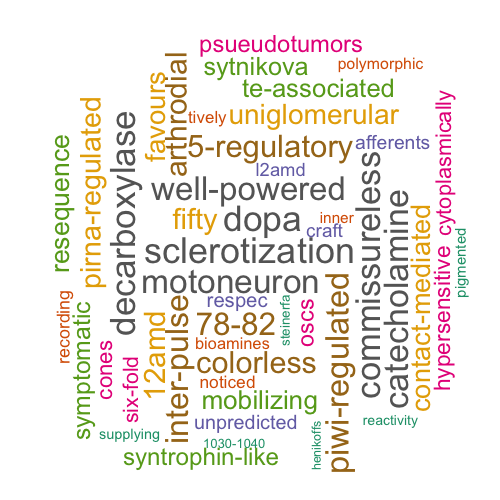 psueudotumors
polymorphic
sytnikova
te-associated
arthrodial
favours
tively
uniglomerular
cytoplasmically
resequence
pirna-regulated
decarboxylase
5-regulatory
afferents
l2amd
well-powered
commissureless
catecholamine
fifty
dopa
inner
craft
sclerotization
contact-mediated
hypersensitive
pigmented
motoneuron
recording
symptomatic
cones
six-fold
12amd
inter-pulse
respec
steinerfa
oscs
piwi-regulated
78-82
bioamines
colorless
noticed
mobilizing
supplying
unpredicted
reactivity
1030-1040
henikoffs
syntrophin-like